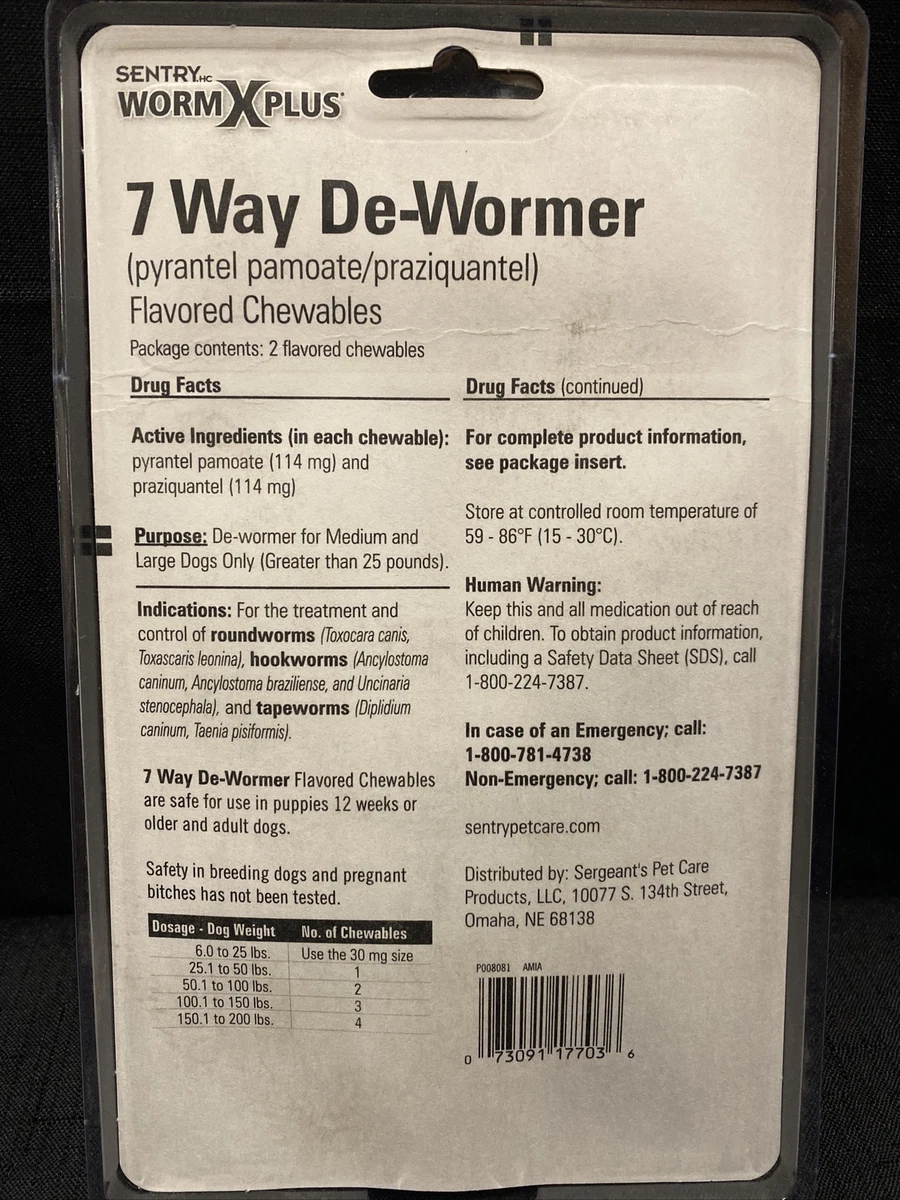 SENTRY HC
WORM X PLUS
7 Way De-Wormer
(pyrantel pamoate/praziquantel)
Flavored Chewables
Package contents: 2 flavored chewables
Drug Facts
Active Ingredients (in each chewable):
pyrantel pamoate (114 mg) and
praziquantel (114 mg)
Purpose: De-wormer for Medium and
Large Dogs Only (Greater than 25 pounds).
Indications: For the treatment and
control of roundworms (Toxocara canis,
Toxascaris leonina), hookworms (Ancylostoma
caninum, Ancylostoma braziliense, and Uncinaria
stenocephala), and tapeworms (Diplidium
caninum, Taenia pisiformis).
7 Way De-Wormer Flavored Chewables
are safe for use in puppies 12 weeks or
older and adult dogs.
Safety in breeding dogs and pregnant
bitches has not been tested.
Dosage - Dog Weight No. of Chewables
6.0 to 25 lbs. Use the 30 mg size
25.1 to 50 lbs. 1
50.1 to 100 lbs. 2
100.1 to 150 lbs. 3
150.1 to 200 lbs. 4
Drug Facts (continued)
For complete product information,
see package insert.
Store at controlled room temperature of
59 - 86°F (15 - 30°C).
Human Warning:
Keep this and all medication out of reach
of children. To obtain product information,
including a Safety Data Sheet (SDS), call
1-800-224-7387.
In case of an Emergency; call:
1-800-781-4738
Non-Emergency; call: 1-800-224-7387
sentrypetcare.com
Distributed by: Sergeant's Pet Care
Products, LLC, 10077 S. 134th Street,
Omaha, NE 68138
P008081 AMIA
0 73091 17703 6